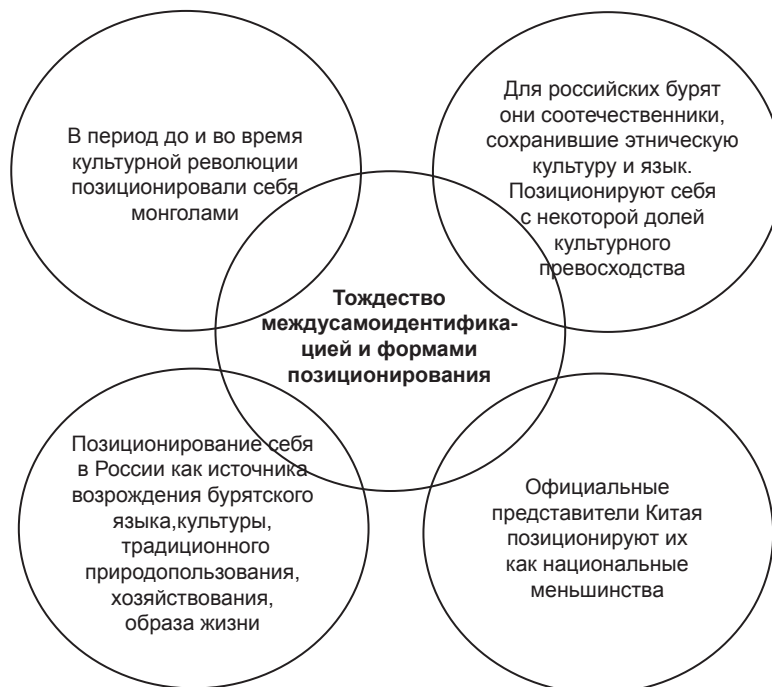 В период до и во время
культурной революции
позиционировали себя
монголами
Для российских бурят
они соотечественники,
сохранившие этническую
культуру и язык.
Позиционируют себя
с некоторой долей
культурного
превосходства
Тождество
междусамоидентифика-
цией и формами
позиционирования
Позиционирование себя
в России как источника
возрождения бурятского
языка,культуры,
традиционного
природопользования,
хозяйствования,
образа жизни
Официальные
представители Китая
позиционируют их
как национальные
меньшинства